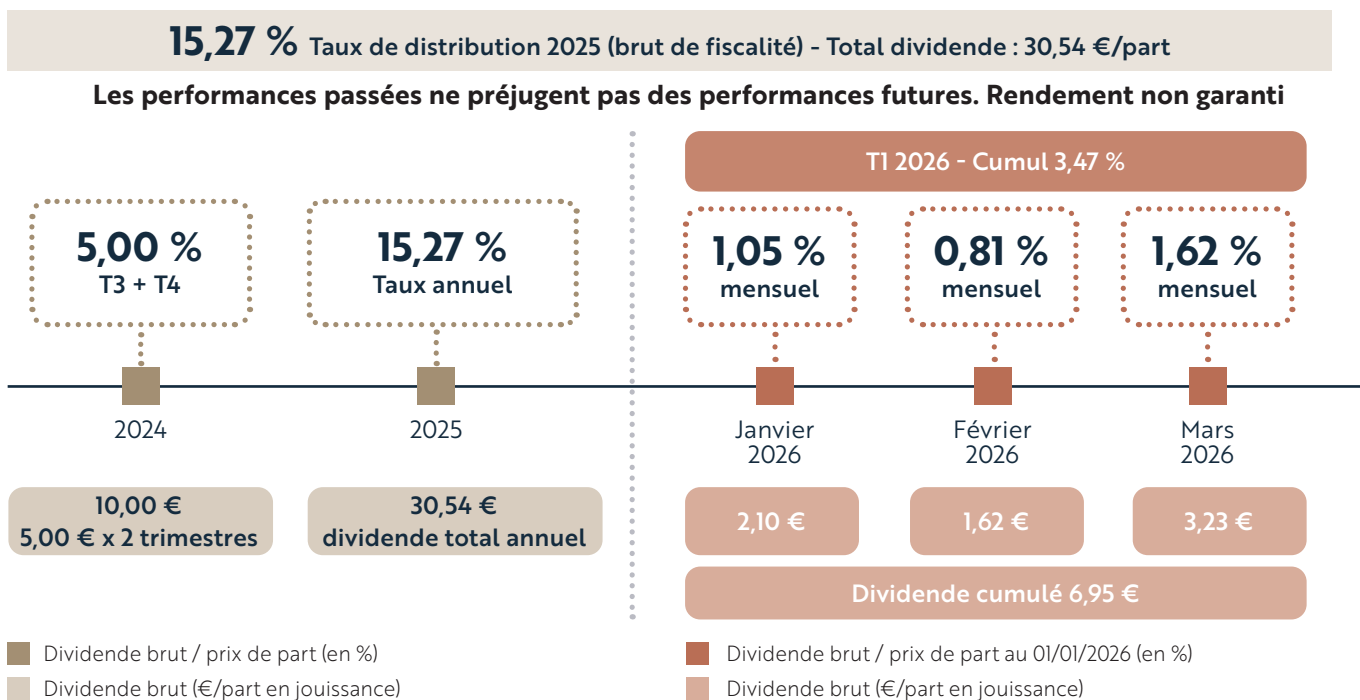 15,27 % Taux de distribution 2025 (brut de fiscalité) - Total dividende : 30,54 €/part
Les performances passées ne préjugent pas des performances futures. Rendement non garanti
5,00 %
T3 + T4
2024
10,00 €
5,00 € x 2 trimestres
15,27 %
Taux annuel
2025
30,54 €
dividende total annuel
Dividende brut / prix de part (en %)
Dividende brut (€/part en jouissance)
T1 2026 - Cumul 3,47 %
1,05 %
mensuel
Janvier
2026
2,10 €
0,81 %
mensuel
Février
2026
1,62 €
1,62 %
mensuel
Mars
2026
3,23 €
Dividende cumulé 6,95 €
Dividende brut / prix de part au 01/01/2026 (en %)
Dividende brut (€/part en jouissance)